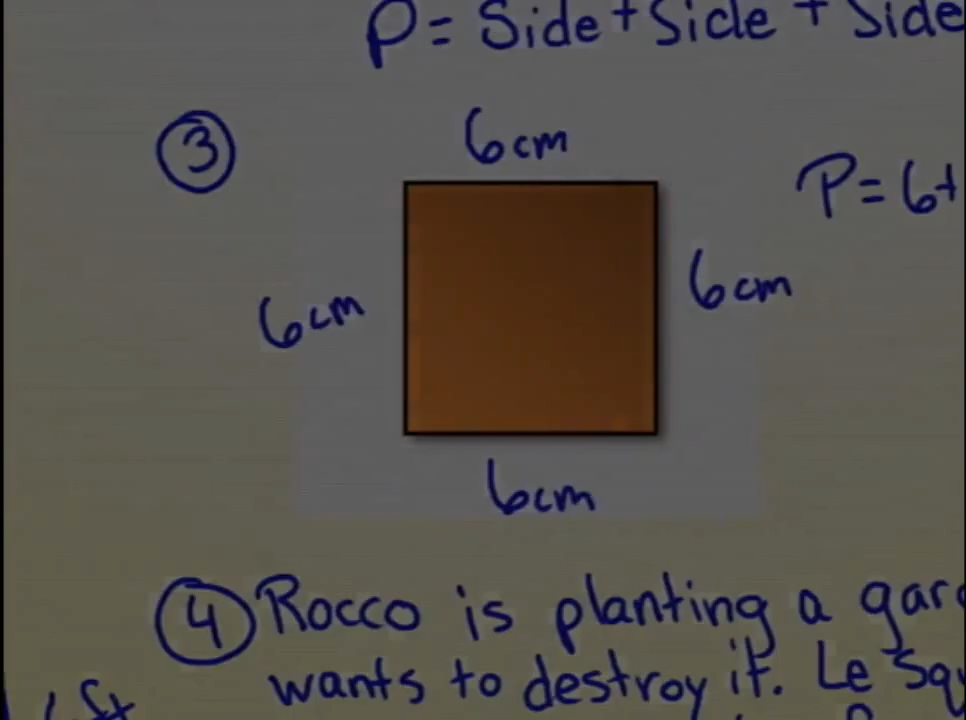 P = Side + Side + Side
③
6cm
P = 6+
6cm
6cm
6cm
④ Rocco is planting a gar
wants to destroy it. Le Squ